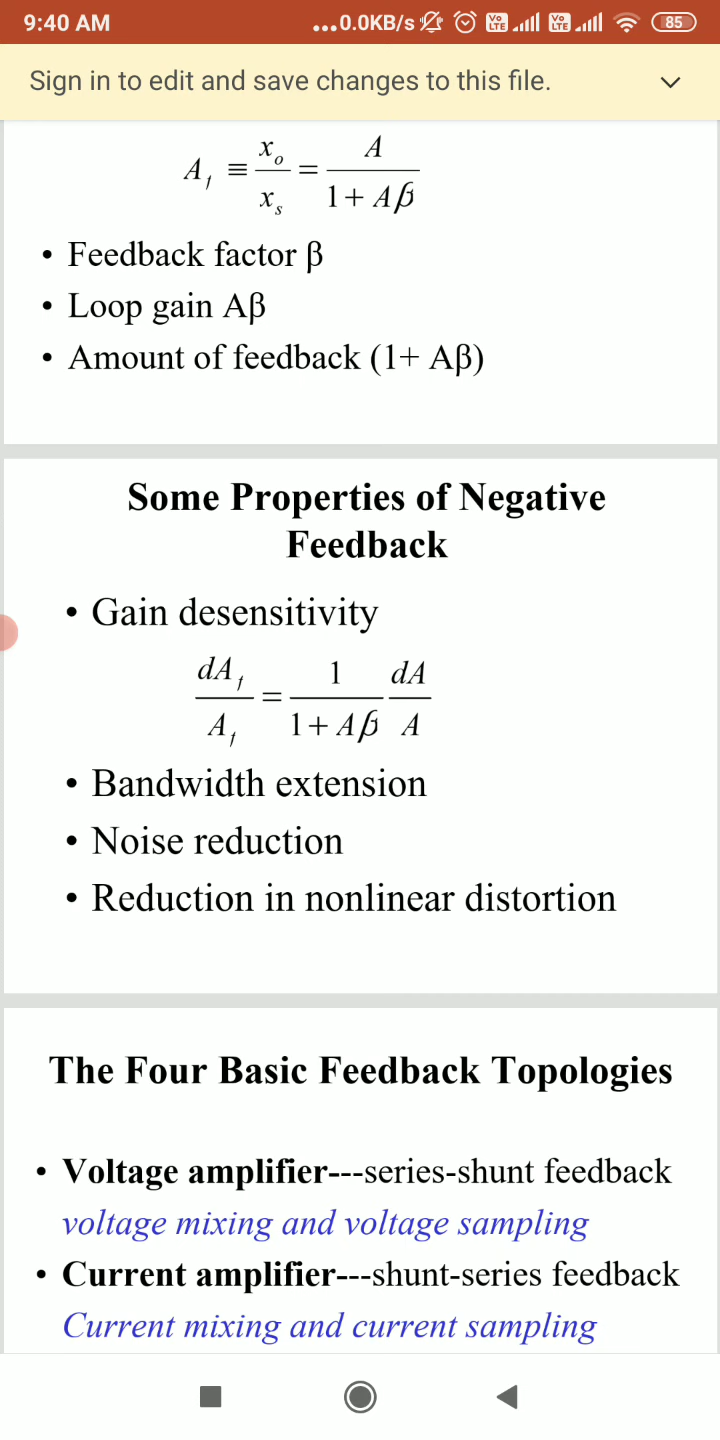 9:40 AM ...0.0KB/s Vo LTE Vo LTE 85
Sign in to edit and save changes to this file.
A_f ≡ x_o / x_s = A / (1 + Aβ)
• Feedback factor β
• Loop gain Aβ
• Amount of feedback (1+ Aβ)
Some Properties of Negative
Feedback
• Gain desensitivity
dA_f / A_f = 1 / (1 + Aβ) dA / A
• Bandwidth extension
• Noise reduction
• Reduction in nonlinear distortion
The Four Basic Feedback Topologies
• Voltage amplifier---series-shunt feedback
voltage mixing and voltage sampling
• Current amplifier---shunt-series feedback
Current mixing and current sampling